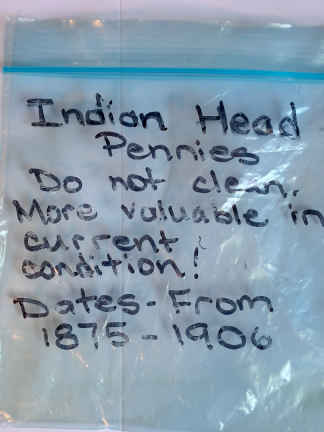 Indian Head
Pennies
Do not clean.
More valuable in
current
condition!
Dates - From
1875 - 1906